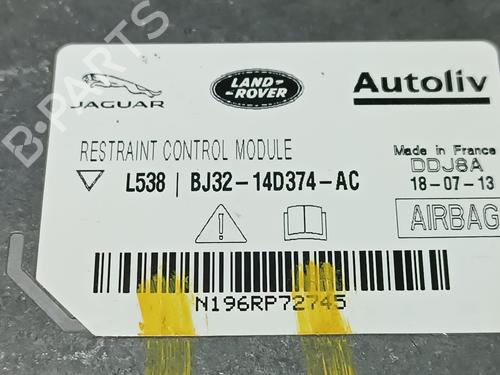 JAGUAR
LAND-
-ROVER
Autoliv
RESTRAINT CONTROL MODULE
Made in France
DDJ8A
L538 | BJ32-14D374-AC
18-07-13
AIRBAG
N196RP72745
B-PARTS